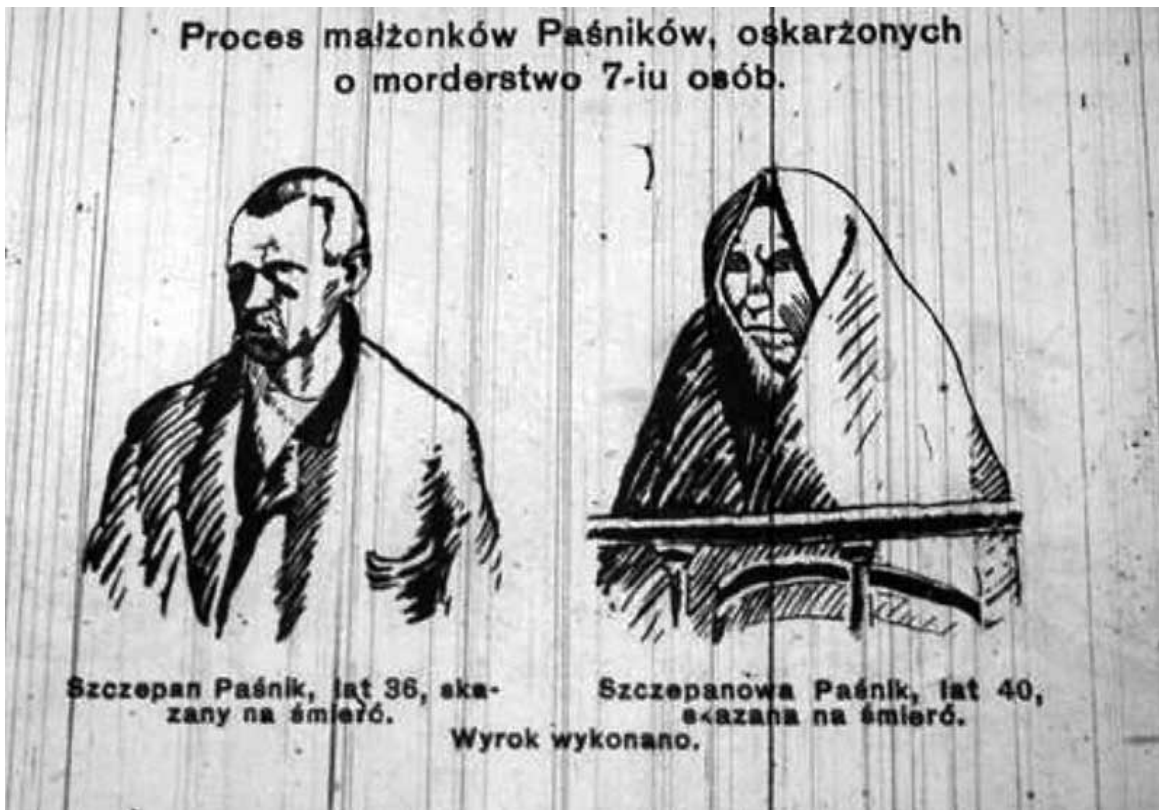 Proces małżonków Paśników, oskarżonych
o morderstwo 7-iu osób.
Szczepan Paśnik, lat 36, ska-
zany na śmierć.
Szczepanowa Paśnik, lat 40,
skazana na śmierć.
Wyrok wykonano.